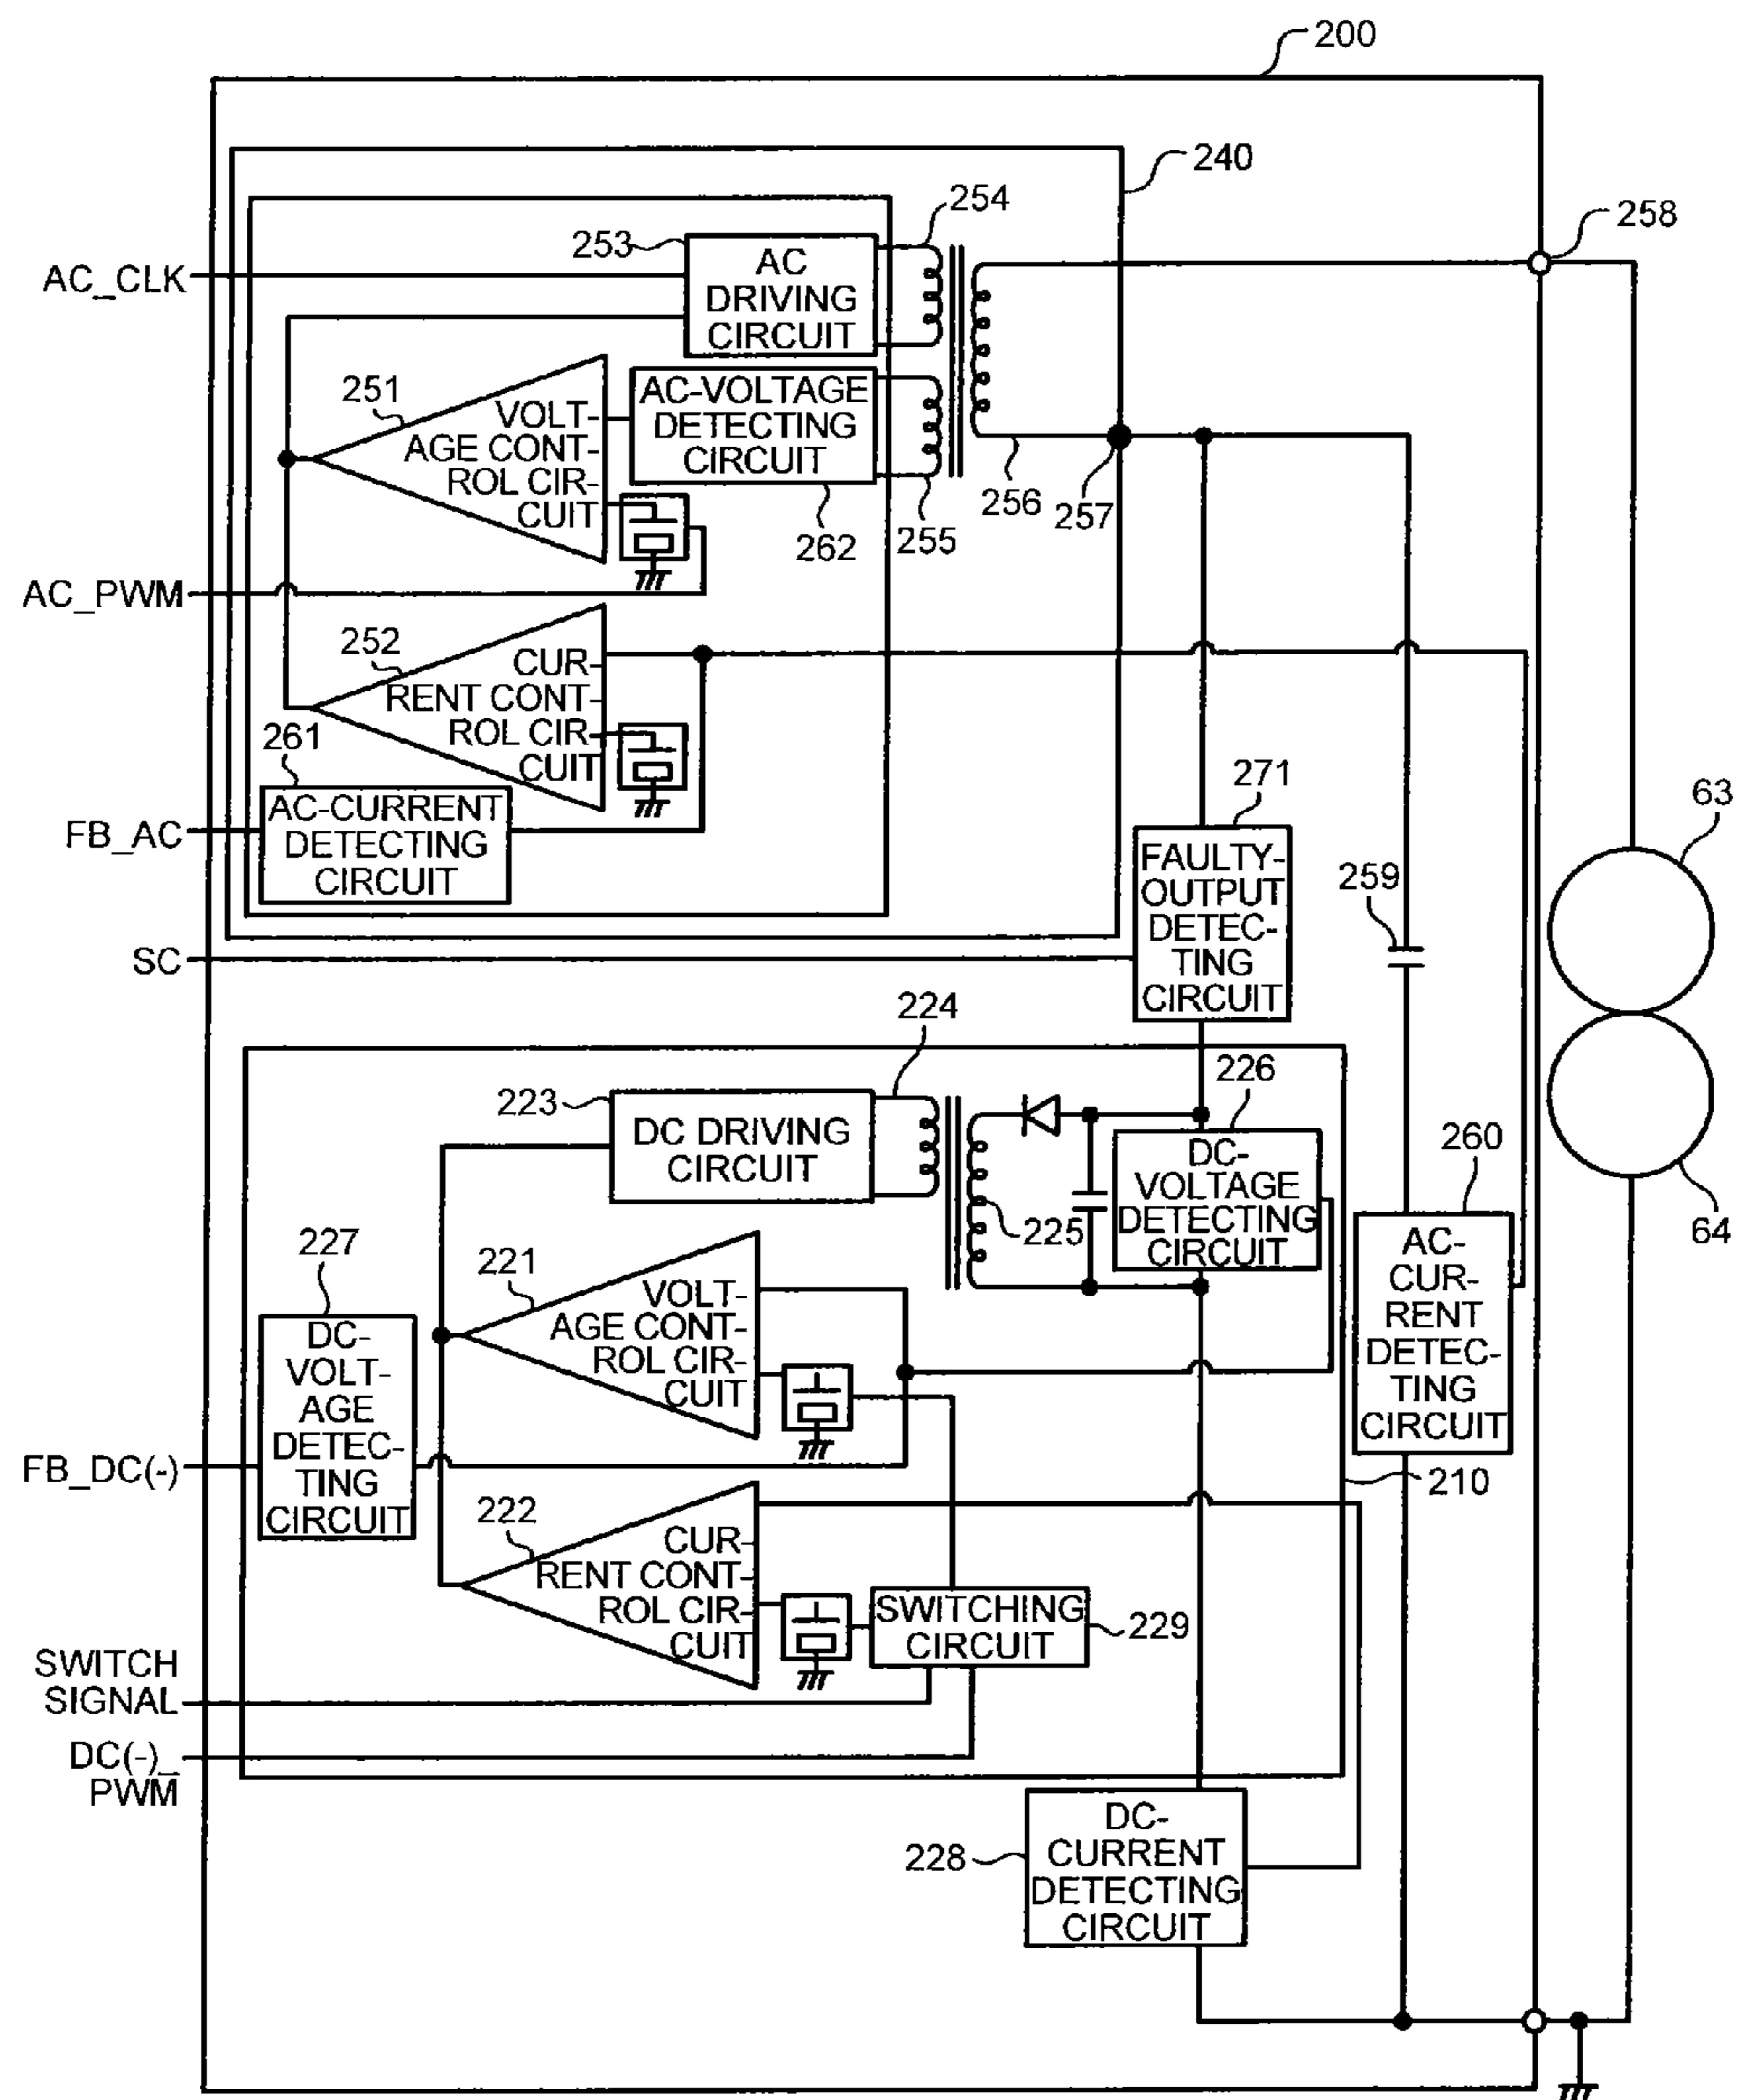 200
240
254
258
253
AC
DRIVING
CIRCUIT
AC_CLK
251
VOLT-
AGE CONT-
ROL CIR-
CUIT
AC-VOLTAGE
DETECTING
CIRCUIT
262
255
256
257
AC_PWM
252
CUR-
RENT CONT-
ROL CIR-
CUIT
261
AC-CURRENT
DETECTING
CIRCUIT
FB_AC
271
FAULTY-
OUTPUT
DETEC-
TING
CIRCUIT
63
259
SC
224
226
223
DC DRIVING
CIRCUIT
DC-
VOLTAGE
DETECTING
CIRCUIT
225
260
64
AC-
CUR-
RENT
DETEC-
TING
CIRCUIT
227
DC-
VOLT-
AGE
DETEC-
TING
CIRCUIT
221
VOLT-
AGE CONT-
ROL CIR-
CUIT
FB_DC(-)
210
222
CUR-
RENT CONT-
ROL CIR-
CUIT
SWITCHING
CIRCUIT
229
SWITCH
SIGNAL
DC(-)_
PWM
228
DC-
CURRENT
DETECTING
CIRCUIT